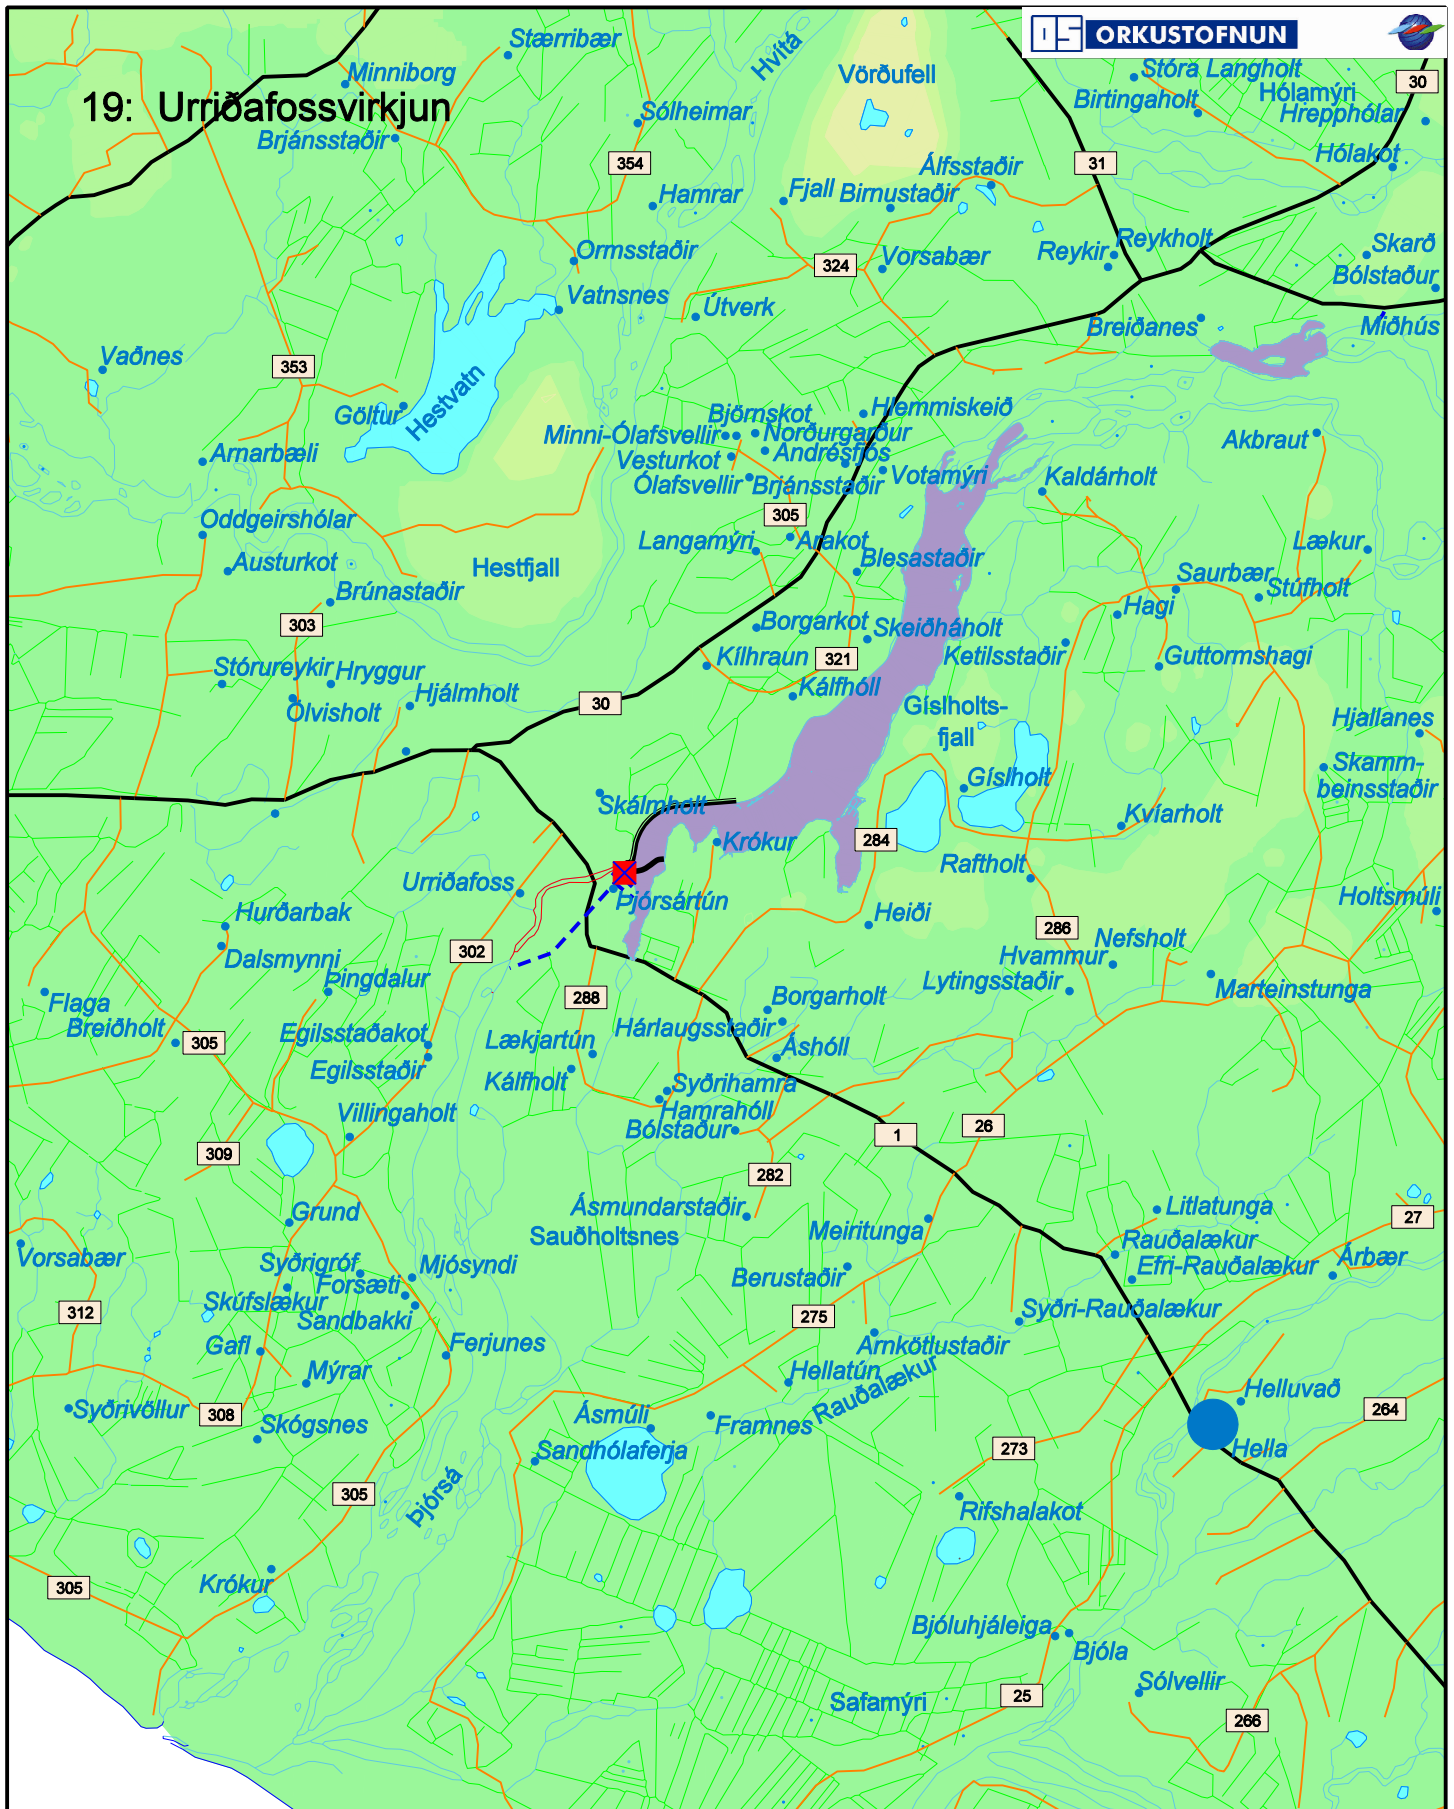 ORKUSTOFNUN
Stærribær
Hvítá
Minniborg
Vörðufell
Stóra Langholt
30
Hólamýri
Birtingaholt
Hrepphólar
19: Urriðafossvirkjun
Sólheimar
Brjánsstaðir
354
31
Hólakot
Álfsstaðir
Hamrar
Fjall
Birnustaðir
Ormsstaðir
Reykholt
Skarð
Reykir
324
Vorsabær
Bólstaður
Vatnsnes
Útverk
Breiðanes
Miðhús
Vaðnes
353
Hestvatn
Göltur
Björnskot
Hlemmiskeið
Minni-Ólafsvellir
Norðurgarður
Akbraut
Arnarbæli
Vesturkot
Andrésfjós
Ólafsvellir
Brjánsstaðir
Votamýri
Kaldárholt
305
Oddgeirshólar
Langamýri
Arakot
Lækur
Austurkot
Hestfjall
Blesastaðir
Saurbær
Stúfholt
Brúnastaðir
Hagi
303
Borgarkot
Skeiðháholt
Kílhraun
321
Ketilsstaðir
Guttormshagi
Stórureykir
Hryggur
Kálfhóll
Hjálmholt
30
Gíslholts-
fjall
Ölvisholt
Hjallanes
Gíslholt
Skamm-
beinsstaðir
Skálmholt
Kvíarholt
Krókur
284
Raftholt
Urriðafoss
Þjórsártún
Heiði
Holtsmúli
Hurðarbak
286
Nefsholt
302
Hvammur
Dalsmynni
Þingdalur
Lytingsstaðir
Marteinstunga
Flaga
288
Borgarholt
Breiðholt
305
Egilsstaðakot
Lækjartún
Hárlaugsstaðir
Áshóll
Egilsstaðir
Kálfholt
Syðrihamra
Villingaholt
Hamrahóll
Bólstaður
1
26
309
282
Grund
Ásmundarstaðir
Meiritunga
Litlatunga
27
Sauðholtsnes
Rauðalækur
Vorsabær
Syðrigróf
Mjósyndi
Berustaðir
Efri-Rauðalækur
Árbær
Forsæti
Skúfslækur
312
Sandbakki
275
Syðri-Rauðalækur
Gafl
Ferjunes
Arnkötlustaðir
Mýrar
Hellatún
Rauðalækur
Helluvað
Syðrivöllur
308
Skógsnes
Ásmúli
Framnes
264
Sandhólaferja
273
Hella
Þjórsá
305
Rifshalakot
305
Krókur
Bjóluhjáleiga
Bjóla
Sólvellir
Safamýri
25
266